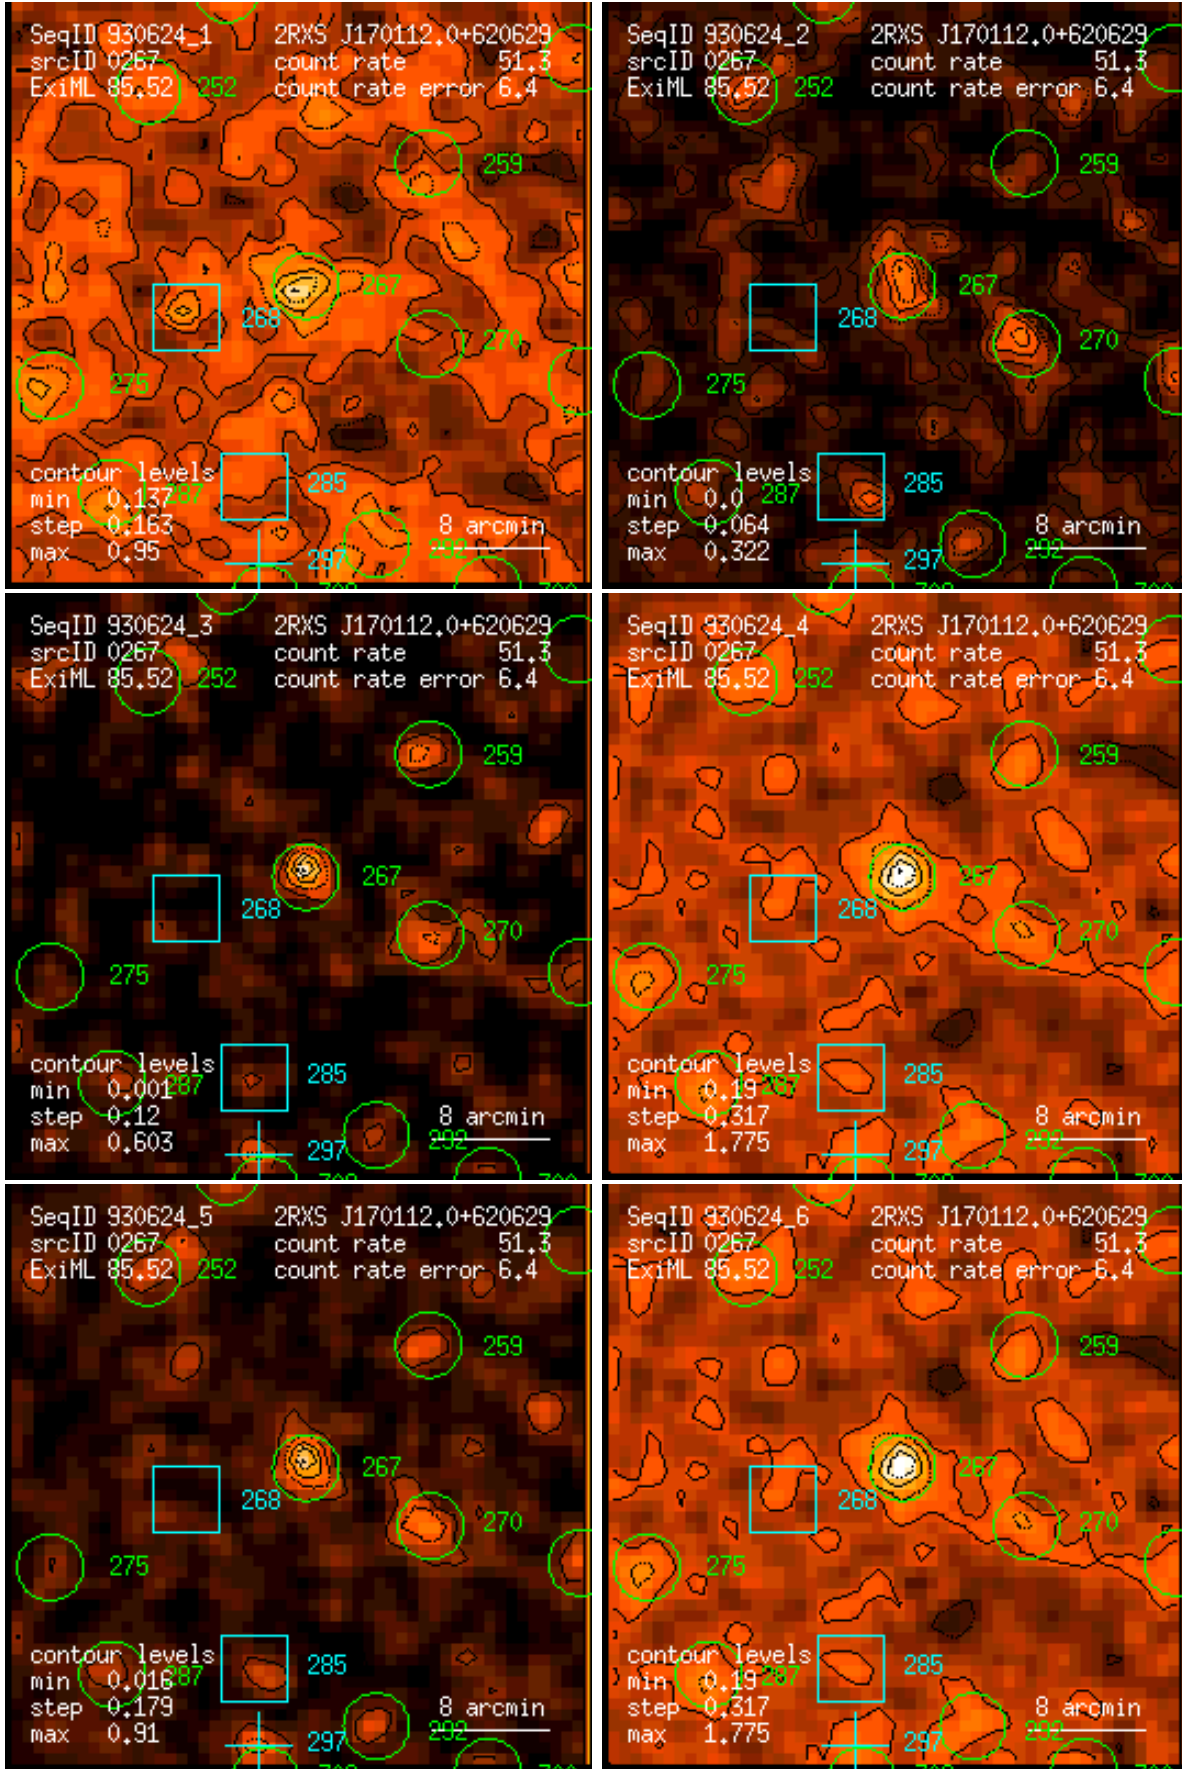 SeqID 930624_1 2RXS J170112.0+620629
srcID 0267 count rate 51.3
ExiML 85.52 252 count rate error 6.4
259
267
268
270
275
contour levels
285
min 0.137 287
step 0.163 8 arcmin
max 0.95 297 292
SeqID 930624_2 2RXS J170112.0+620629
srcID 0267 count rate 51.3
ExiML 85.52 252 count rate error 6.4
259
267
268
270
275
contour levels
285
min 0.0 287
step 0.064 8 arcmin
max 0.322 297 292
SeqID 930624_3 2RXS J170112.0+620629
srcID 0267 count rate 51.3
ExiML 85.52 252 count rate error 6.4
259
267
268
270
275
contour levels
285
min 0.001 287
step 0.12 8 arcmin
max 0.603 297 292
SeqID 930624_4 2RXS J170112.0+620629
srcID 0267 count rate 51.3
ExiML 85.52 252 count rate error 6.4
259
267
268
270
275
contour levels
285
min 0.19 287
step 0.317 8 arcmin
max 1.775 297 292
SeqID 930624_5 2RXS J170112.0+620629
srcID 0267 count rate 51.3
ExiML 85.52 252 count rate error 6.4
259
267
268
270
275
contour levels
285
min 0.016 287
step 0.179 8 arcmin
max 0.91 297 292
SeqID 930624_6 2RXS J170112.0+620629
srcID 0267 count rate 51.3
ExiML 85.52 252 count rate error 6.4
259
267
268
270
275
contour levels
285
min 0.19 287
step 0.317 8 arcmin
max 1.775 297 292